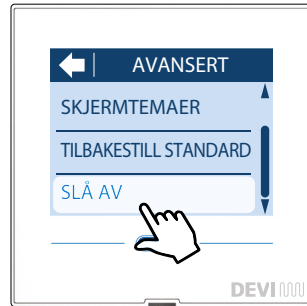 AVANSERT
SKJERMTEMAER
TILBAKESTILL STANDARD
SLÅ AV
DEVI